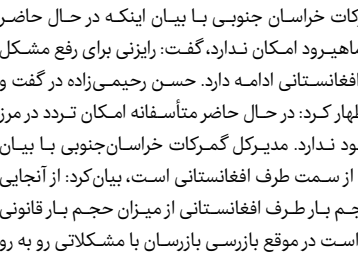 رکات خراسان جنوبی با بیان اینکه در حال حاضر
ماهیرود امکان ندارد، گفت: رایزنی برای رفع مشکل
افغانستانی ادامه دارد. حسن رحیمی‌زاده در گفت و
ظهار کرد: در حال حاضر متأسفانه امکان تردد در مرز
ود ندارد. مدیرکل گمرکات خراسان‌جنوبی با بیان
از سمت طرف افغانستانی است، بیان‌کرد: از آنجایی
جم بار طرف افغانستانی از میزان حجم بار قانونی
است در موقع بازرسی بازرسان با مشکلاتی رو به رو